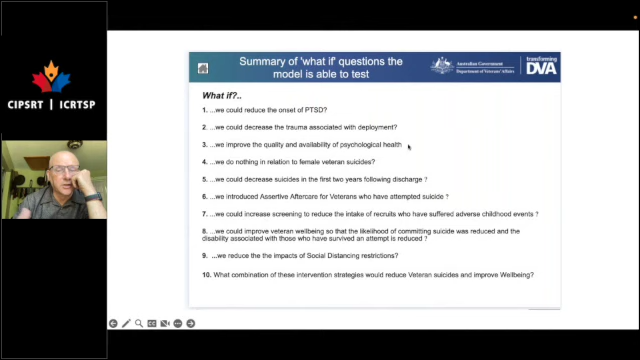 CIPSRT | ICRTSP
Summary of 'what if' questions the
model is able to test
Australian Government
Department of Veterans' Affairs
transforming
DVA
What if?..
1. ...we could reduce the onset of PTSD?
2. ...we could decrease the trauma associated with deployment?
3. ...we improve the quality and availability of psychological health
4. ...we do nothing in relation to female veteran suicides?
5. ...we could decrease suicides in the first two years following discharge ?
6. ...we introduced Assertive Aftercare for Veterans who have attempted suicide ?
7. ...we could increase screening to reduce the intake of recruits who have suffered adverse childhood events ?
8. ...we could improve veteran wellbeing so that the likelihood of committing suicide was reduced and the
disability associated with those who have survived an attempt is reduced ?
9. ...we reduce the the impacts of Social Distancing restrictions?
10. What combination of these intervention strategies would reduce Veteran suicides and improve Wellbeing?